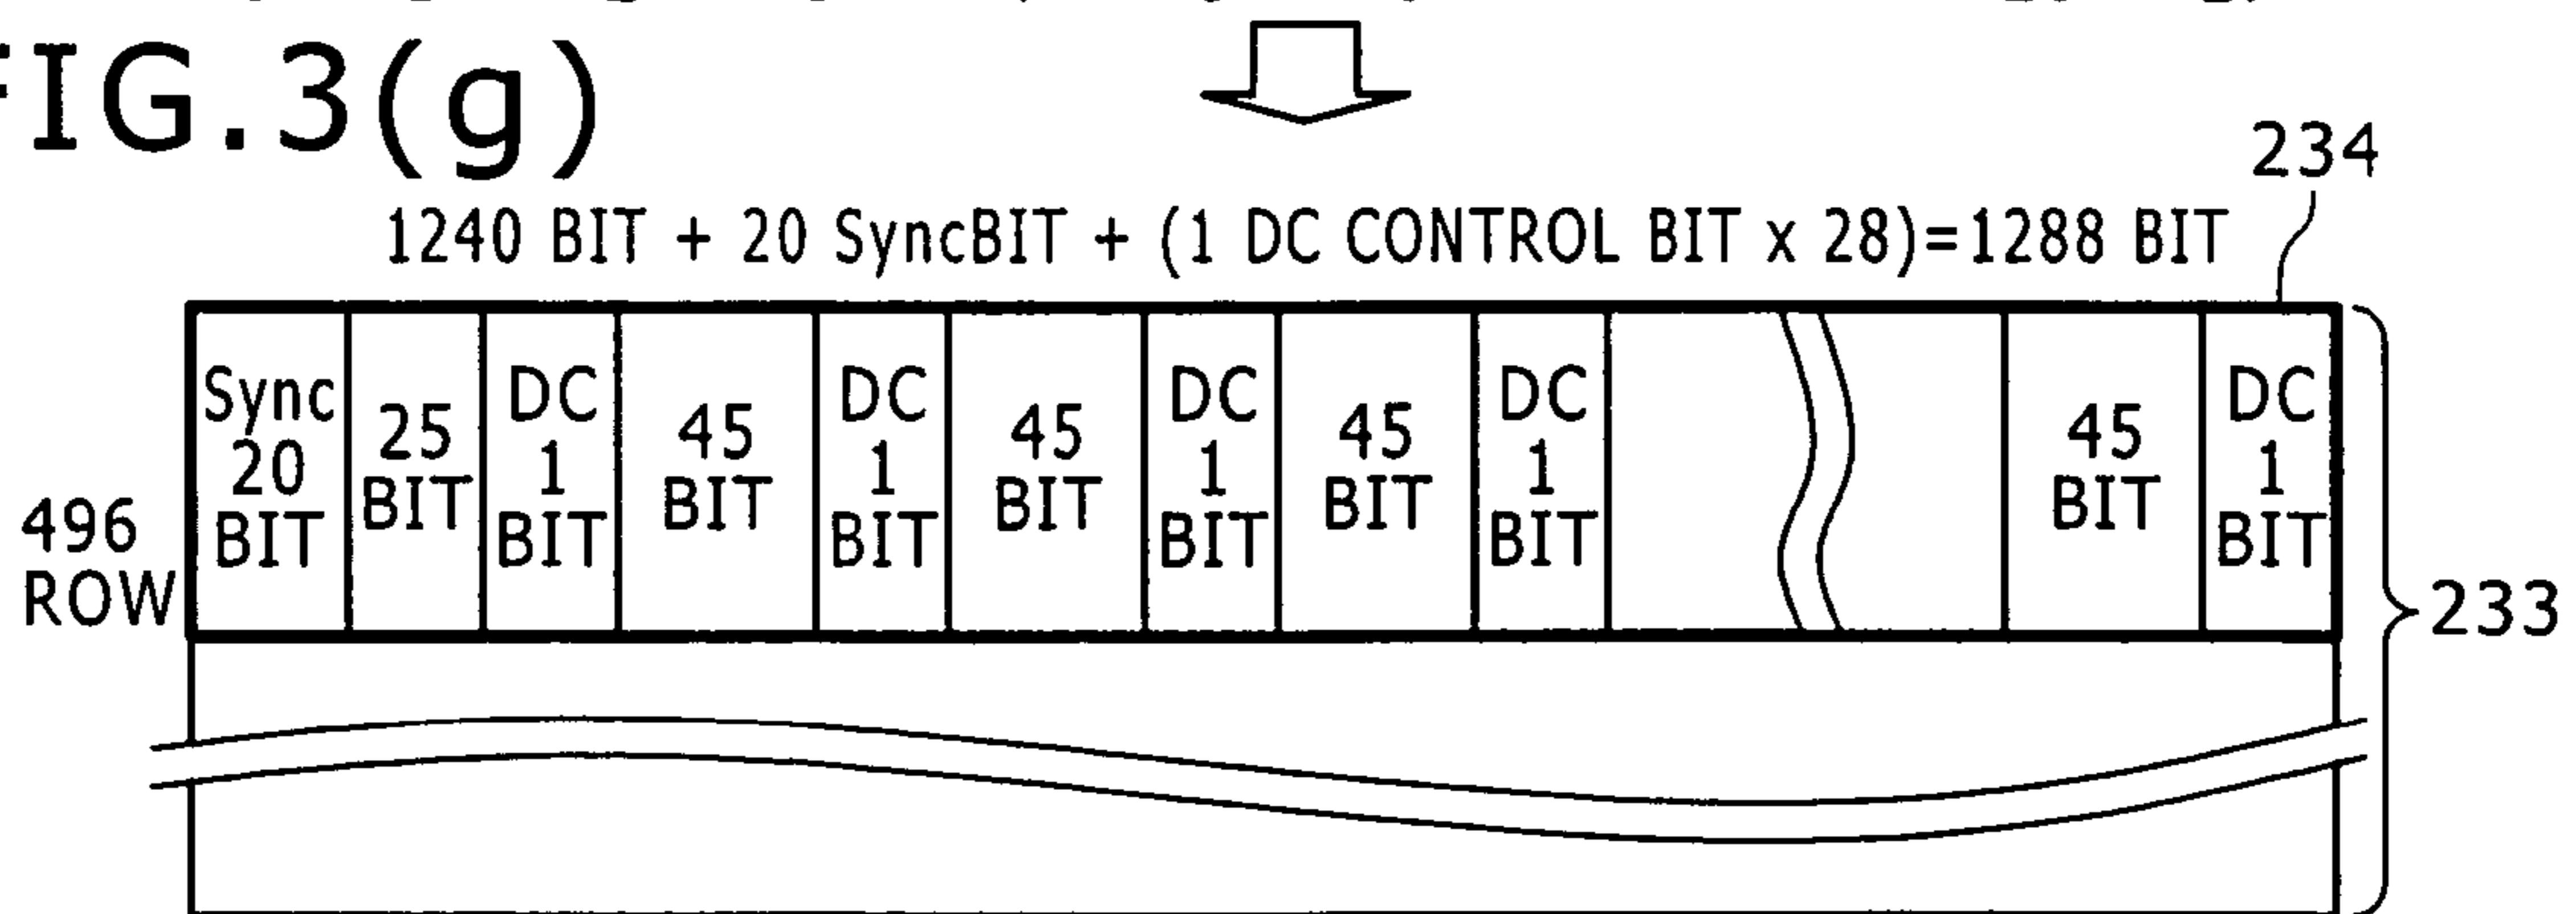 FIG.3(g)
234
1240 BIT + 20 SyncBIT + (1 DC CONTROL BIT x 28)=1288 BIT
496 ROW
Sync 20 BIT
25 BIT
DC 1 BIT
45 BIT
DC 1 BIT
45 BIT
DC 1 BIT
45 BIT
DC 1 BIT
45 BIT
DC 1 BIT
233